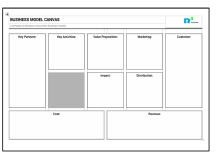 BUSINESS MODEL CANVAS
Key Partners
Key Activities
Value Proposition
Marketing
Customer
Impact
Distribution
Cost
Revenue